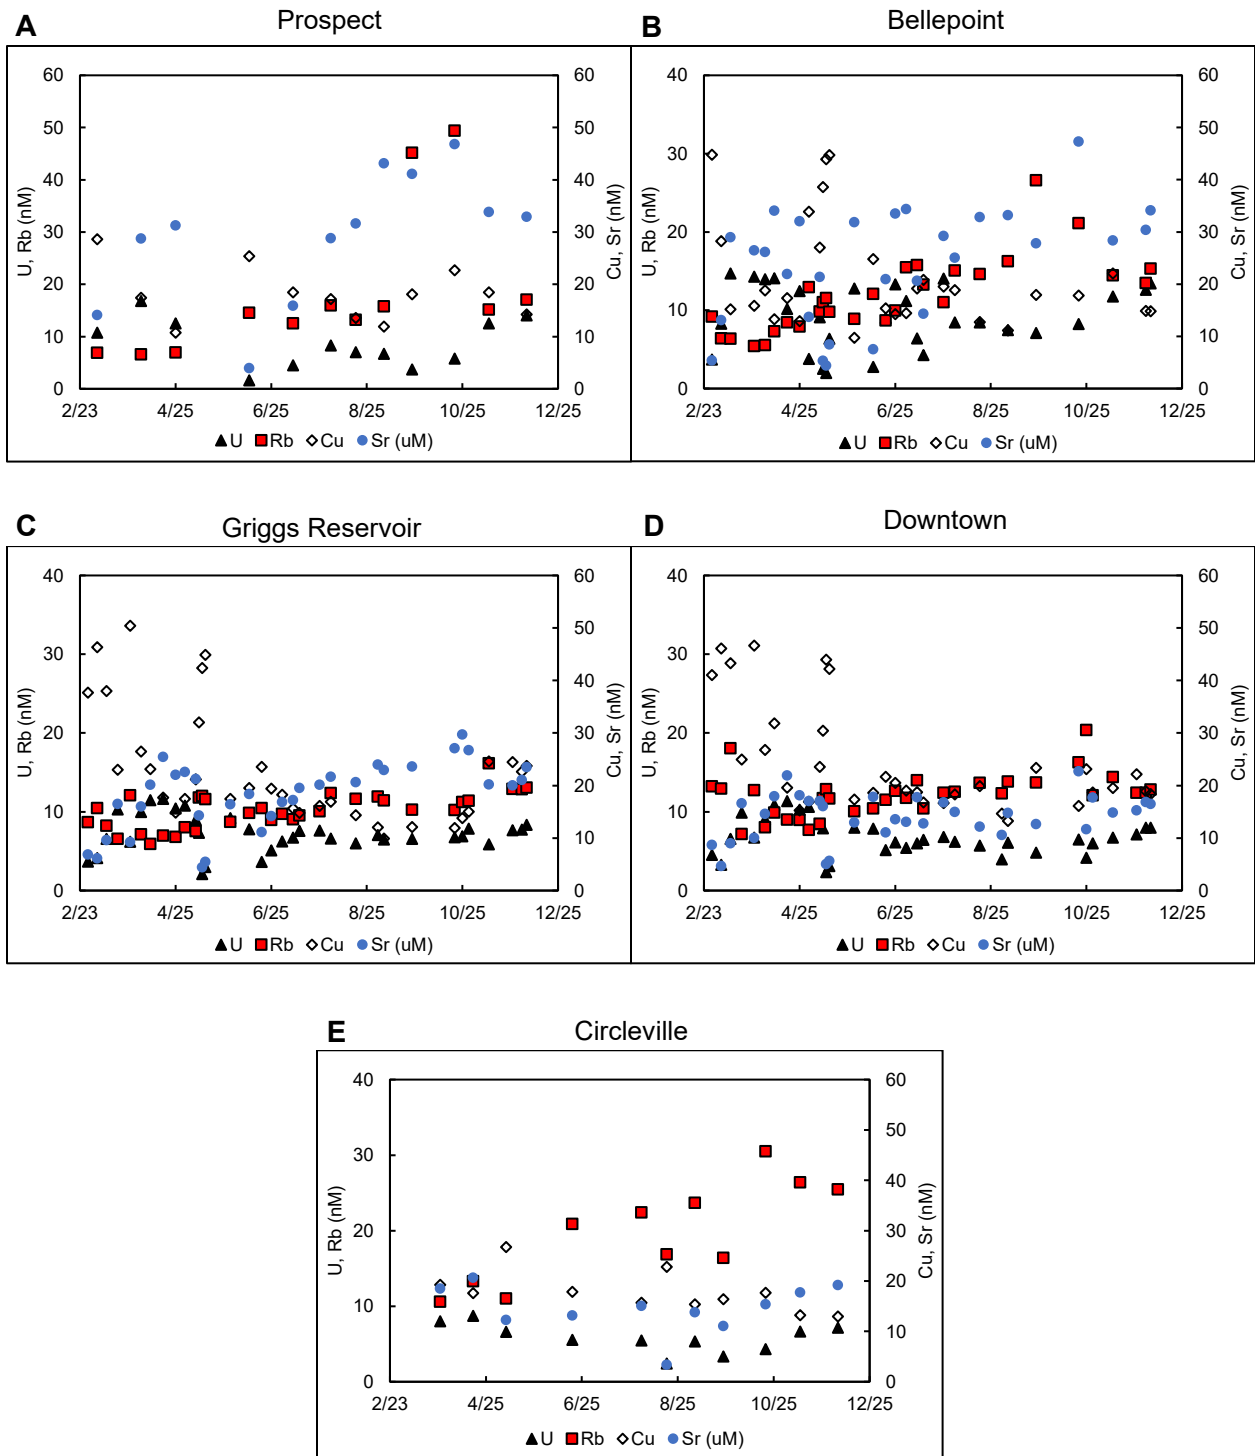 A Prospect
B Bellepoint
60 60
50 50
40 40
30 30
20 20
10 10
0 0
U, Rb (nM)
Cu, Sr (nM)
2/23 4/25 6/25 8/25 10/25 12/25
U Rb Cu Sr (uM)
40 60
30 50
20 40
10 30
0 20
10
0
U, Rb (nM)
Cu, Sr (nM)
2/23 4/25 6/25 8/25 10/25 12/25
U Rb Cu Sr (uM)
C Griggs Reservoir
D Downtown
40 60
30 50
20 40
10 30
0 20
10
0
U, Rb (nM)
Cu, Sr (nM)
2/23 4/25 6/25 8/25 10/25 12/25
U Rb Cu Sr (uM)
40 60
30 50
20 40
10 30
0 20
10
0
U, Rb (nM)
Cu, Sr (nM)
2/23 4/25 6/25 8/25 10/25 12/25
U Rb Cu Sr (uM)
E Circleville
40 60
30 50
20 40
10 30
0 20
10
0
U, Rb (nM)
Cu, Sr (nM)
2/23 4/25 6/25 8/25 10/25 12/25
U Rb Cu Sr (uM)